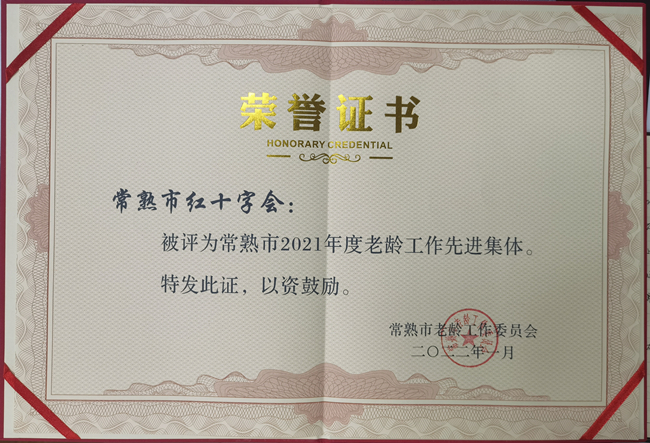 荣誉证书
HONORARY CREDENTIAL
常熟市红十字会：
被评为常熟市2021年度老龄工作先进集体。
特发此证，以资鼓励。
常熟市老龄工作委员会
二〇二二年一月